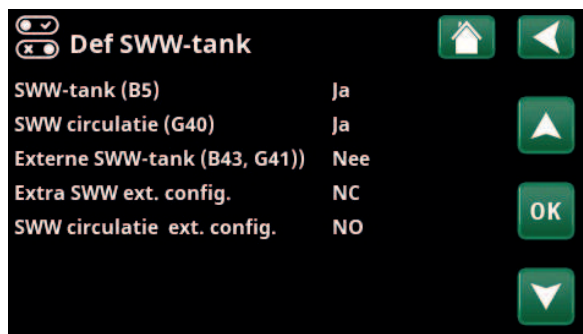 Def SWW-tank
SWW-tank (B5) Ja
SWW circulatie (G40) Ja
Externe SWW-tank (B43, G41)) Nee
Extra SWW ext. config. NC
OK
SWW circulatie ext. config. NO